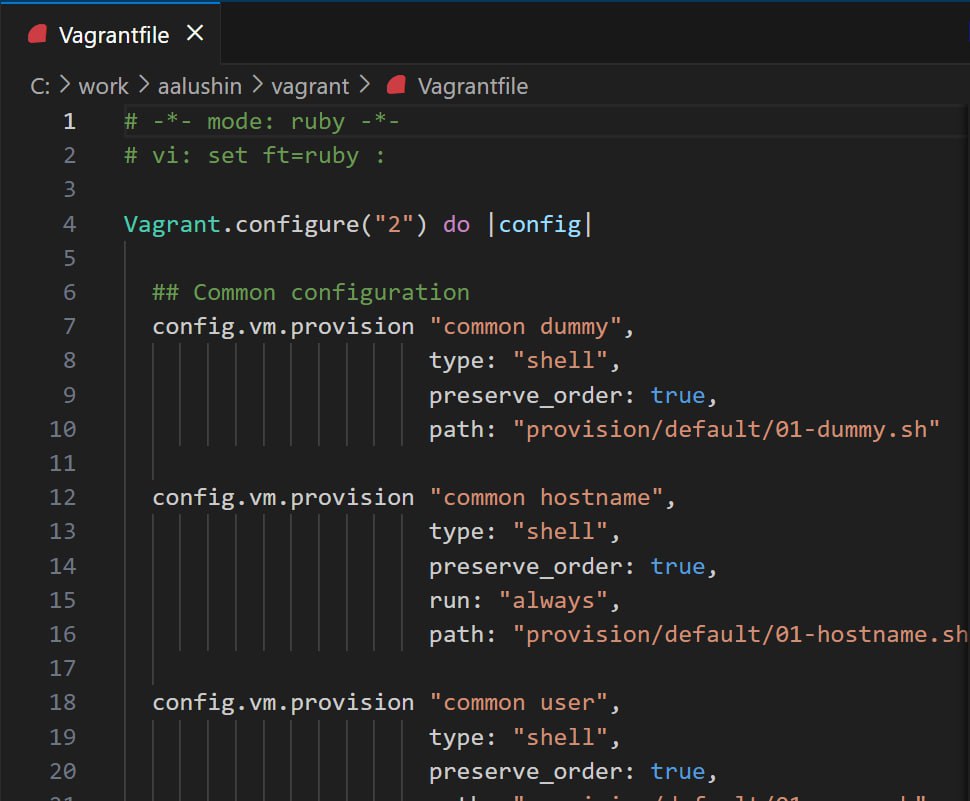 Vagrantfile
C: > work > aalushin > vagrant > Vagrantfile
1 # -*- mode: ruby -*-
2 # vi: set ft=ruby :
3
4 Vagrant.configure("2") do |config|
5
6 ## Common configuration
7 config.vm.provision "common dummy",
8 type: "shell",
9 preserve_order: true,
10 path: "provision/default/01-dummy.sh"
11
12 config.vm.provision "common hostname",
13 type: "shell",
14 preserve_order: true,
15 run: "always",
16 path: "provision/default/01-hostname.sh
17
18 config.vm.provision "common user",
19 type: "shell",
20 preserve_order: true,